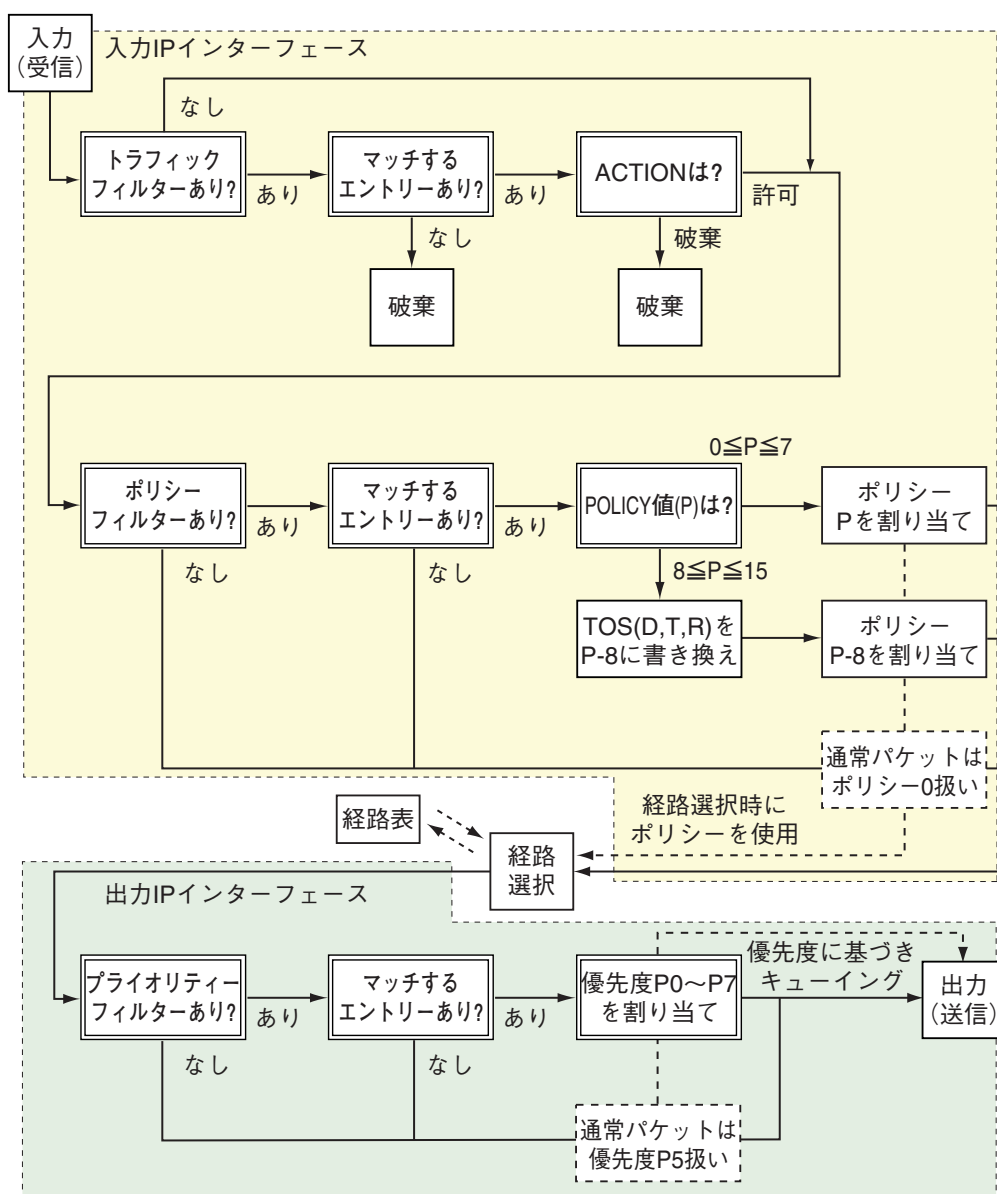 入力
（受信）
入力IPインターフェース
なし
トラフィック
フィルターあり?
あり
マッチする
エントリーあり?
あり
ACTIONは?
許可
なし
破棄
破棄
破棄
0≦P≦7
ポリシー
フィルターあり?
あり
マッチする
エントリーあり?
あり
POLICY値(P)は?
ポリシー
Pを割り当て
なし
なし
8≦P≦15
TOS(D,T,R)を
P-8に書き換え
ポリシー
P-8を割り当て
通常パケットは
ポリシー0扱い
経路選択時に
ポリシーを使用
経路表
経路
選択
出力IPインターフェース
プライオリティー
フィルターあり?
あり
マッチする
エントリーあり?
あり
優先度P0〜P7
を割り当て
優先度に基づき
キューイング
出力
（送信）
なし
なし
通常パケットは
優先度P5扱い